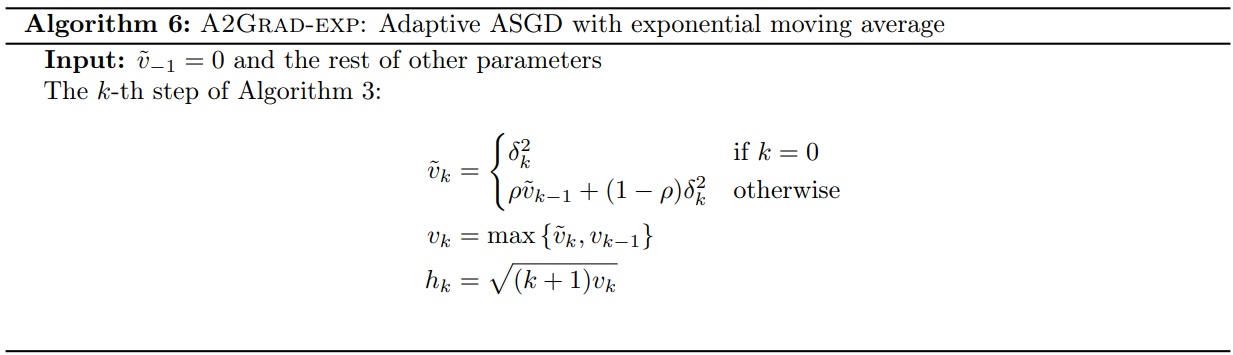 Algorithm 6: A2GRAD-EXP: Adaptive ASGD with exponential moving average
Input: ṽ₋₁ = 0 and the rest of other parameters
The k-th step of Algorithm 3:
ṽₖ = { δₖ² if k = 0
ρṽₖ₋₁ + (1 − ρ)δₖ² otherwise
vₖ = max {ṽₖ, vₖ₋₁}
hₖ = √(k + 1)vₖ